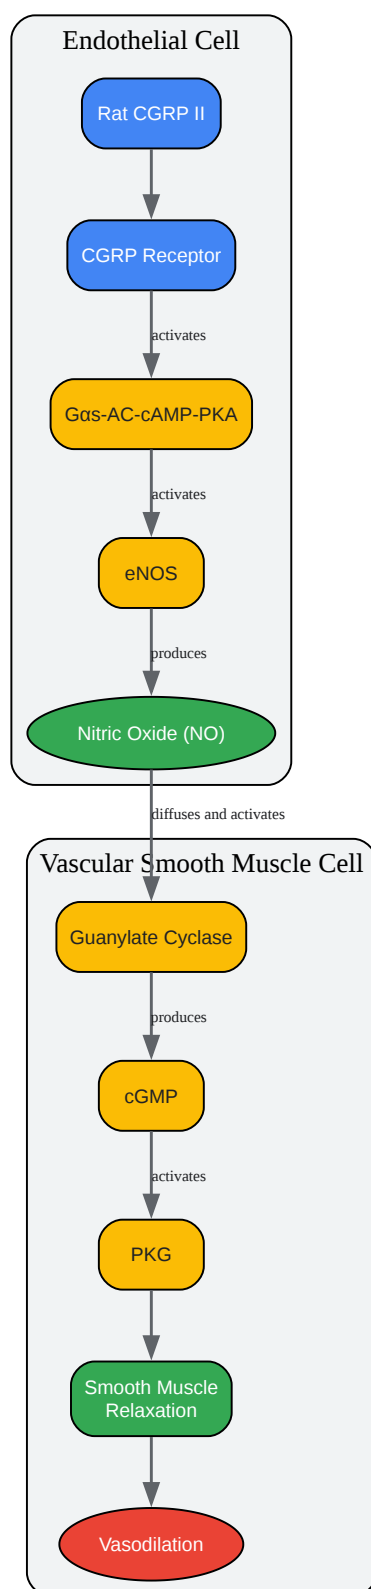 Endothelial Cell
Rat CGRP II
CGRP Receptor
activates
Gαs-AC-cAMP-PKA
activates
eNOS
produces
Nitric Oxide (NO)
diffuses and activates
Vascular Smooth Muscle Cell
Guanylate Cyclase
produces
cGMP
activates
PKG
Smooth Muscle
Relaxation
Vasodilation